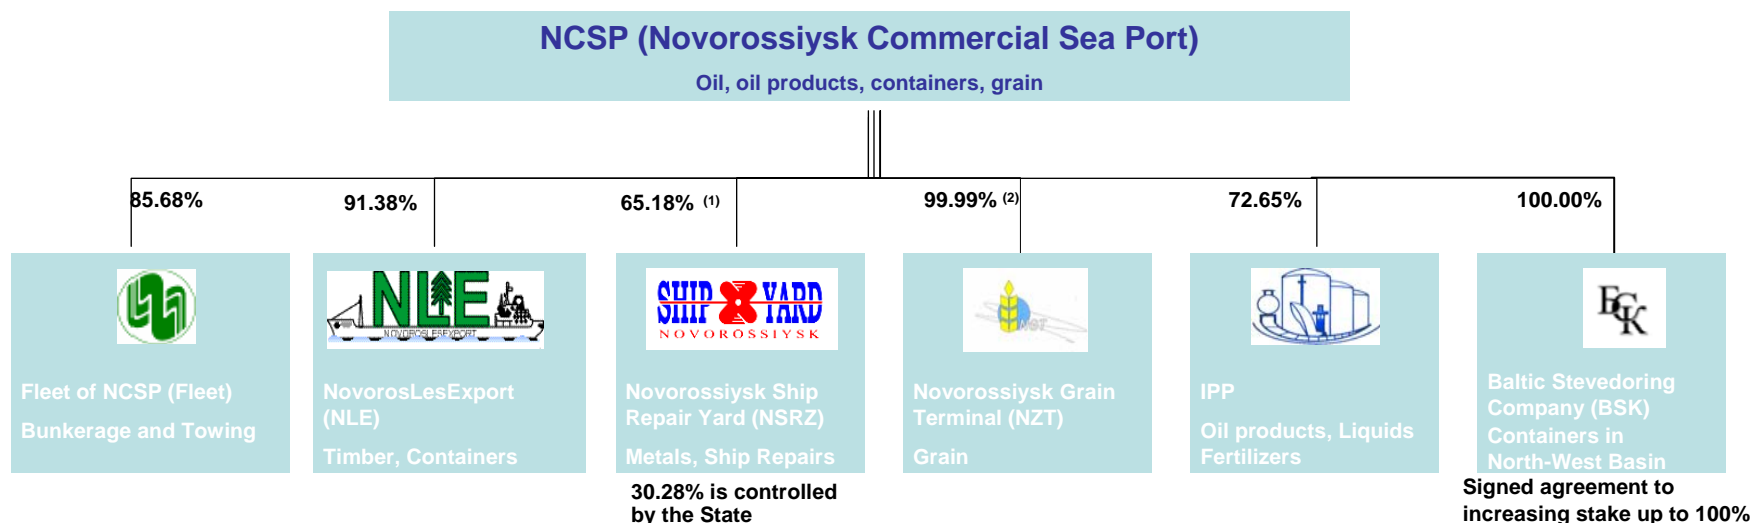 NCSP (Novorossiysk Commercial Sea Port)
Oil, oil products, containers, grain
85.68%
91.38%
65.18% (1)
99.99% (2)
72.65%
100.00%
NLE
NOVOROSLESEXPORT
SHIP YARD
NOVOROSSIYSK
NGT
БСК
Fleet of NCSP (Fleet)
Bunkerage and Towing
NovorosLesExport
(NLE)
Timber, Containers
Novorossiysk Ship
Repair Yard (NSRZ)
Metals, Ship Repairs
30.28% is controlled
by the State
Novorossiysk Grain
Terminal (NZT)
Grain
IPP
Oil products, Liquids
Fertilizers
Baltic Stevedoring
Company (BSK)
Containers in
North-West Basin
Signed agreement to
increasing stake up to 100%